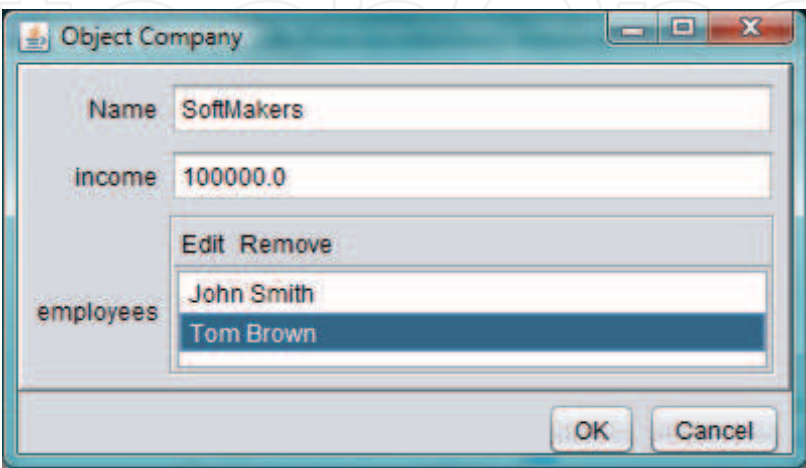 Object Company
Name SoftMakers
income 100000.0
Edit Remove
employees
John Smith
Tom Brown
OK Cancel